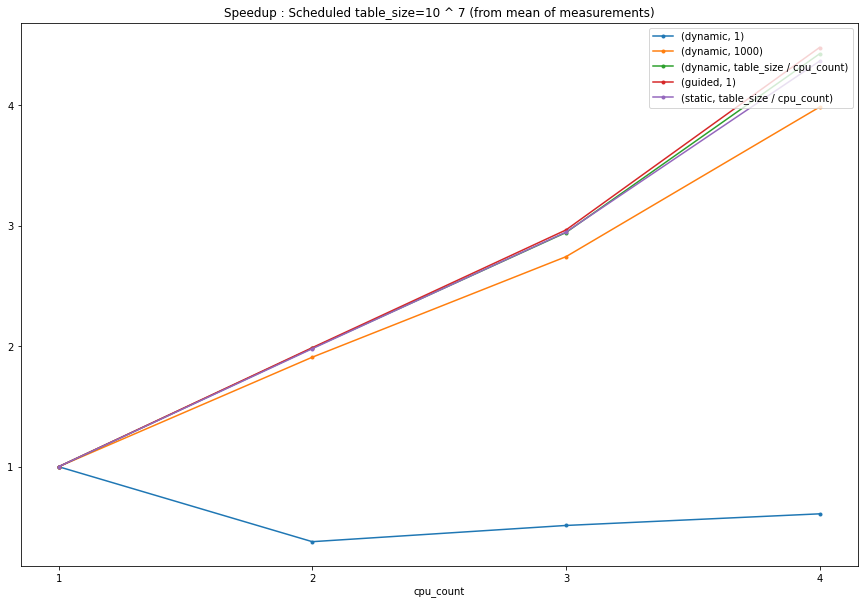 Speedup : Scheduled table_size=10 ^ 7 (from mean of measurements)
(dynamic, 1)
(dynamic, 1000)
(dynamic, table_size / cpu_count)
(guided, 1)
(static, table_size / cpu_count)
4
3
2
1
1 2 3 4
cpu_count